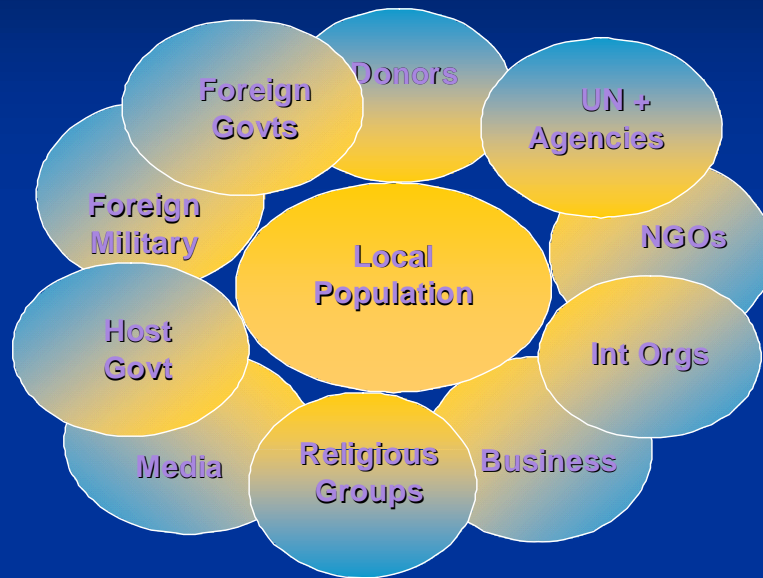 Donors
Foreign
Govts
UN +
Agencies
Foreign
Military
NGOs
Local
Population
Host
Govt
Int Orgs
Media
Religious
Groups
Business